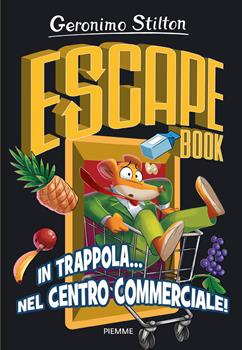 Geronimo Stilton
ESCAPE
BOOK
IN TRAPPOLA...
NEL CENTRO COMMERCIALE!
PIEMME